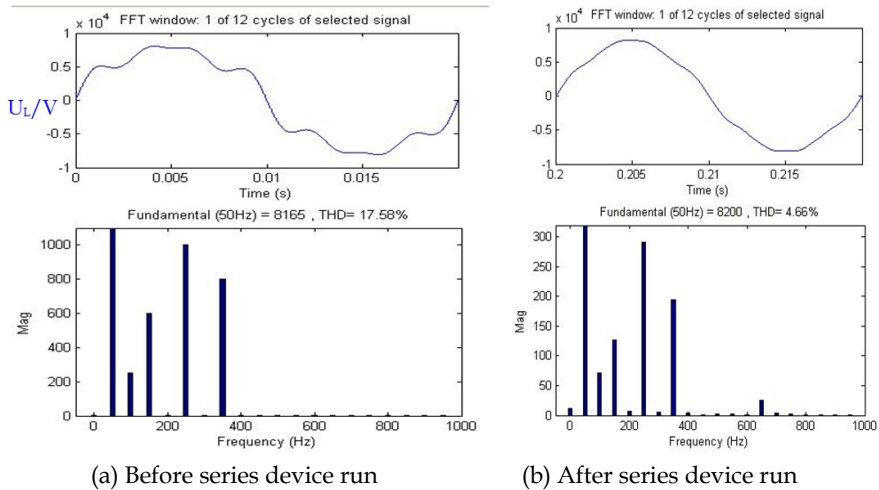 x 10⁴ FFT window: 1 of 12 cycles of selected signal
1
0.5
0
-0.5
-1
U_L/V
0 0.005 0.01 0.015
Time (s)
Fundamental (50Hz) = 8165 , THD= 17.58%
1000
800
600
400
200
0
Mag
0 200 400 600 800 1000
Frequency (Hz)
(a) Before series device run
x 10⁴ FFT window: 1 of 12 cycles of selected signal
1
0.5
0
-0.5
-1
0.2 0.205 0.21 0.215
Time (s)
Fundamental (50Hz) = 8200 , THD= 4.66%
300
250
200
150
100
50
0
Mag
0 200 400 600 800 1000
Frequency (Hz)
(b) After series device run